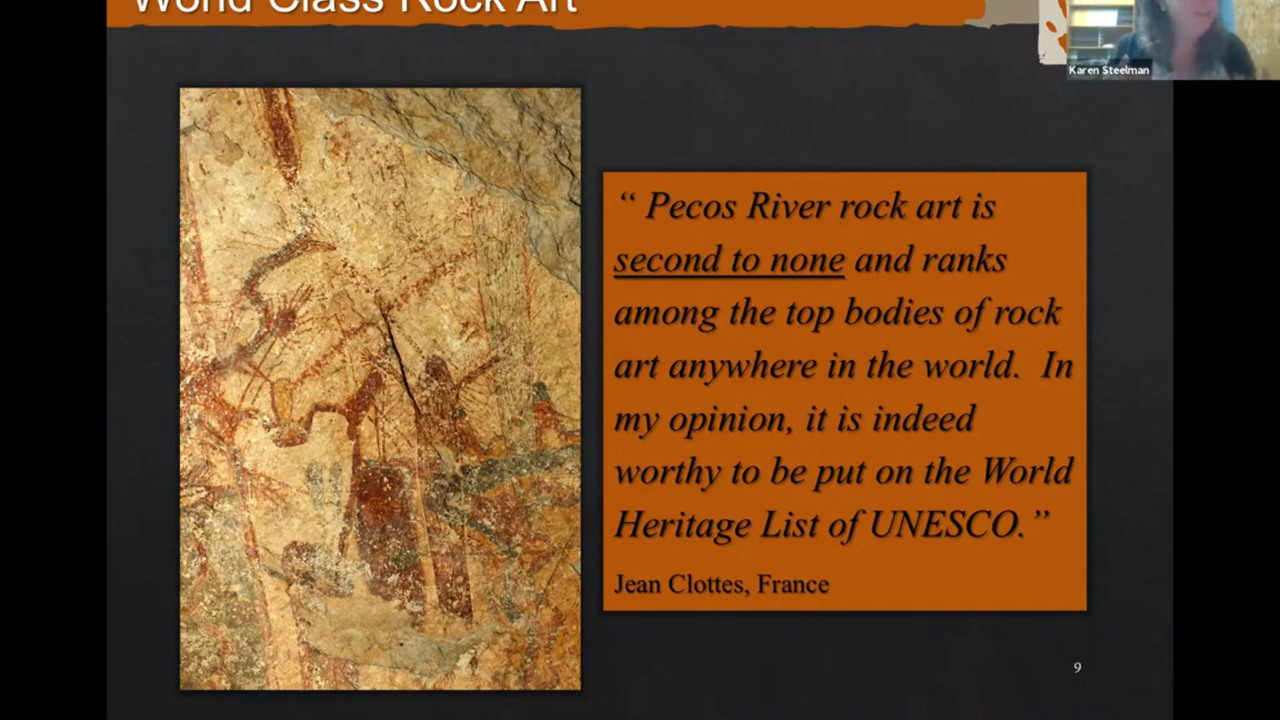 World Class Rock Art
Karen Steelman
“ Pecos River rock art is
second to none and ranks
among the top bodies of rock
art anywhere in the world.  In
my opinion, it is indeed
worthy to be put on the World
Heritage List of UNESCO.”
Jean Clottes, France
9